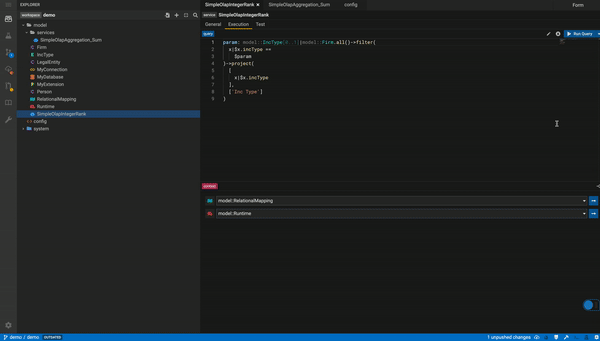 EXPLORER
workspace demo
model
services
SimpleOlapAggregation_Sum
Firm
IncType
LegalEntity
MyConnection
MyDatabase
MyExtension
Person
RelationalMapping
Runtime
SimpleOlapIntegerRank
config
system
SimpleOlapIntegerRank
SimpleOlapAggregation_Sum
config
Form
service SimpleOlapIntegerRank
General Execution Test
query
Run Query
1 param: model::IncType[0..1]|model::Firm.all()->filter(
2 x|$x.incType ==
3 $param
4 )->project(
5 [
6 x|$x.incType
7 ],
8 ['Inc Type']
9 )
context
model::RelationalMapping
model::Runtime
demo / demo OUTDATED
1 unpushed changes